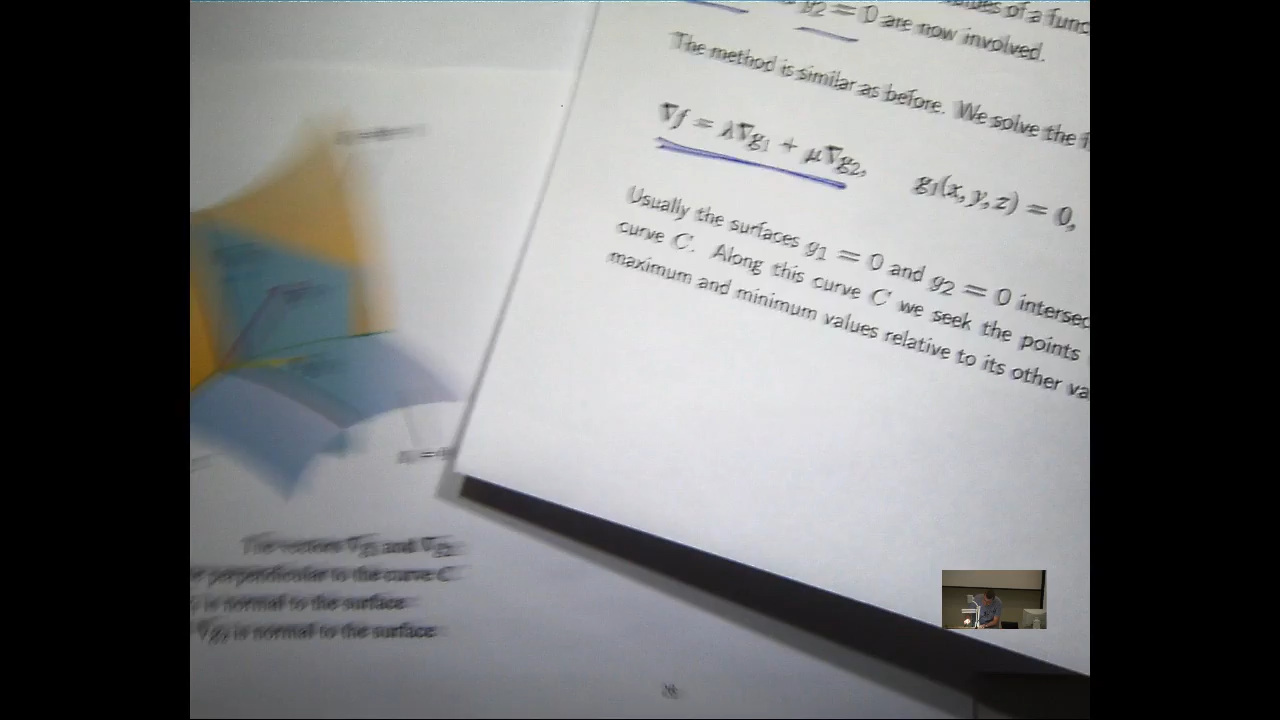 of a func
g₂ = 0 are now involved.
The method is similar as before. We solve the
∇f = λ∇g₁ + μ∇g₂, g₁(x, y, z) = 0,
Usually the surfaces g₁ = 0 and g₂ = 0 intersec
curve C. Along this curve C we seek the points
maximum and minimum values relative to its other va
The vectors ∇g₁ and ∇g₂
perpendicular to the curve C
is normal to the surface
∇g₂ is normal to the surface